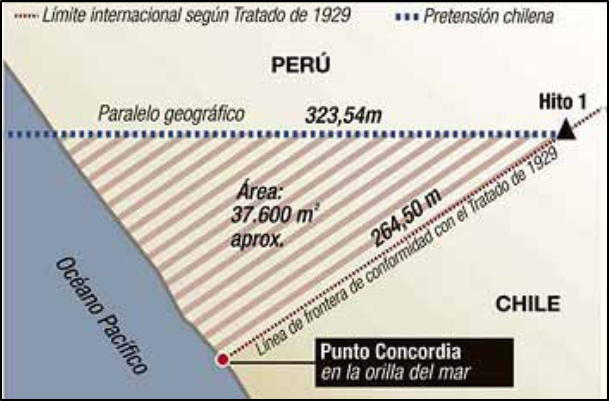 Límite internacional según Tratado de 1929
Pretensión chilena
PERÚ
Hito 1
Paralelo geográfico
323,54m
Área:
37.600 m²
aprox.
264,50 m
Línea de frontera de conformidad con el Tratado de 1929
Océano Pacífico
CHILE
Punto Concordia
en la orilla del mar